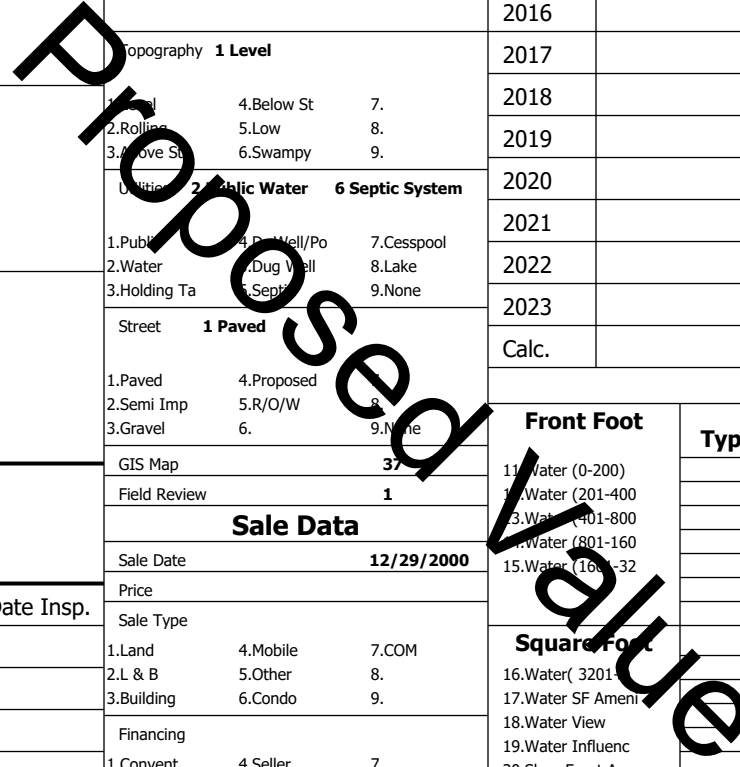 Topography 1 Level
1.Level 4.Below St 7.
2.Rolling 5.Low 8.
3.Above St 6.Swampy 9.
Utilities 2 Public Water 6 Septic System
1.Public 4.Dr Well/Po 7.Cesspool
2.Water 5.Dug Well 8.Lake
3.Holding Ta 6.Septic 9.None
Street 1 Paved
1.Paved 4.Proposed 7.
2.Semi Imp 5.R/O/W 8.
3.Gravel 6. 9.None
GIS Map 37
Field Review 1
Sale Data
Sale Date 12/29/2000
Price
Sale Type
1.Land 4.Mobile 7.COM
2.L & B 5.Other 8.
3.Building 6.Condo 9.
Financing
1.Convent 4.Seller 7.
Date Insp.
2016
2017
2018
2019
2020
2021
2022
2023
Calc.
Front Foot
11.Water (0-200)
12.Water (201-400
13.Water (401-800
14.Water (801-160
15.Water (1601-32
Square Foot
16.Water( 3201-
17.Water SF Ameni
18.Water View
19.Water Influenc
Typ
Proposed Value